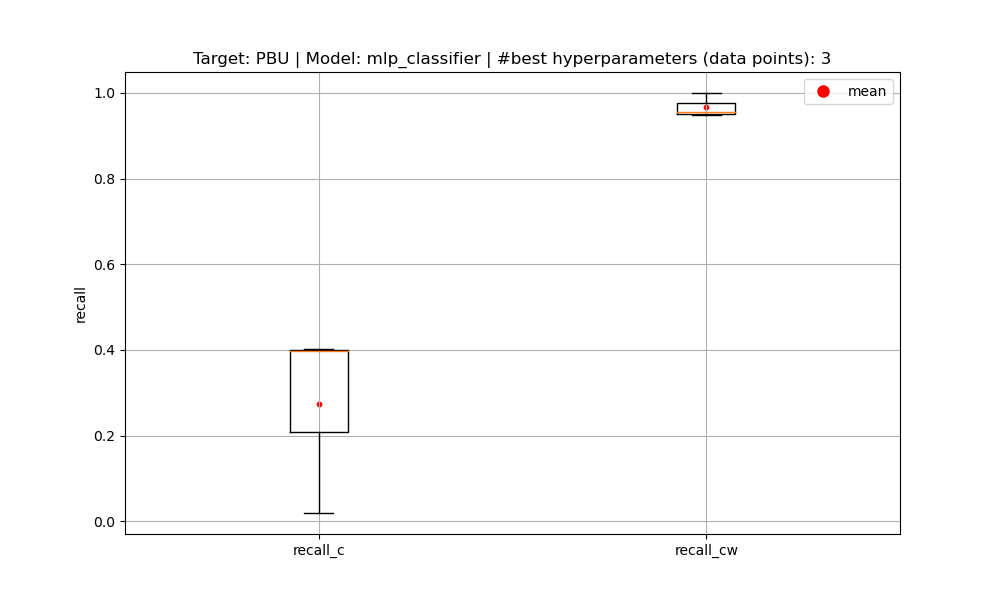 Target: PBU | Model: mlp_classifier | #best hyperparameters (data points): 3
mean
1.0
0.8
0.6
0.4
0.2
0.0
recall
recall_c
recall_cw